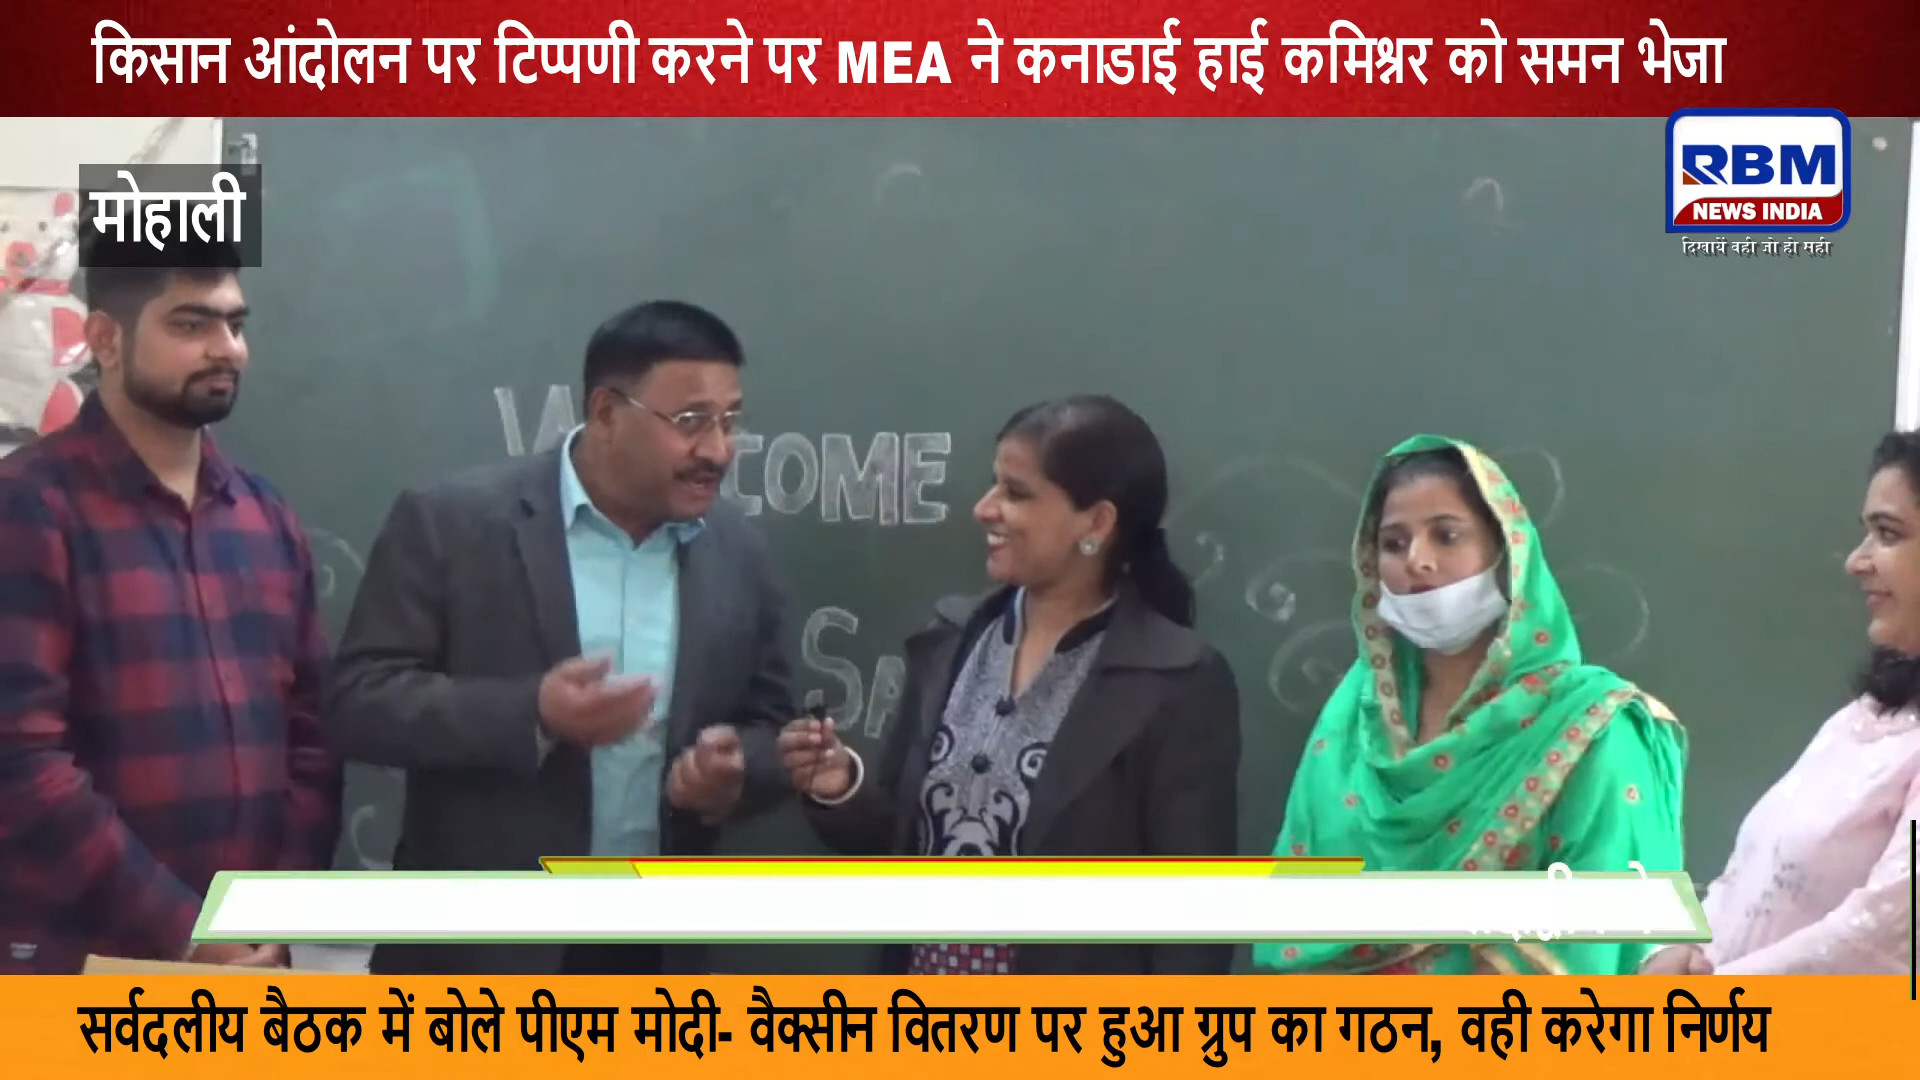 किसान आंदोलन पर टिप्पणी करने पर MEA ने कनाडाई हाई कमिश्नर को समन भेजा
मोहाली
RBM
NEWS INDIA
दिखायें वही जो हो सही
सर्वदलीय बैठक में बोले पीएम मोदी- वैक्सीन वितरण पर हुआ ग्रुप का गठन, वही करेगा निर्णय